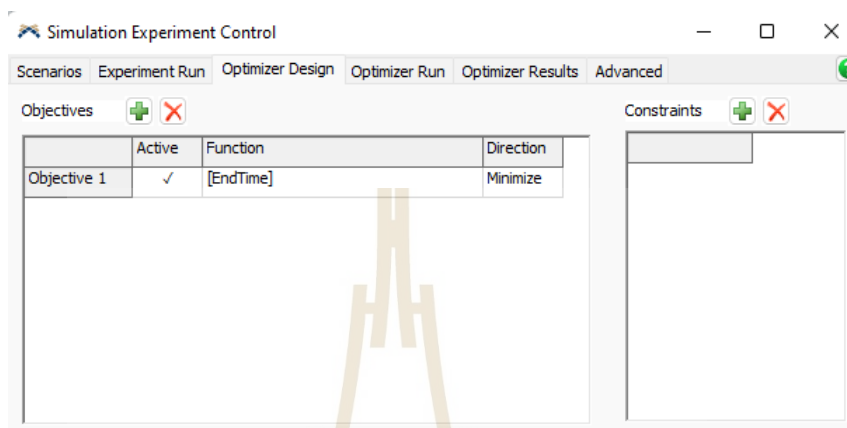 Simulation Experiment Control
Scenarios Experiment Run Optimizer Design Optimizer Run Optimizer Results Advanced
Objectives Constraints
Active Function Direction
Objective 1 ✓ [EndTime] Minimize